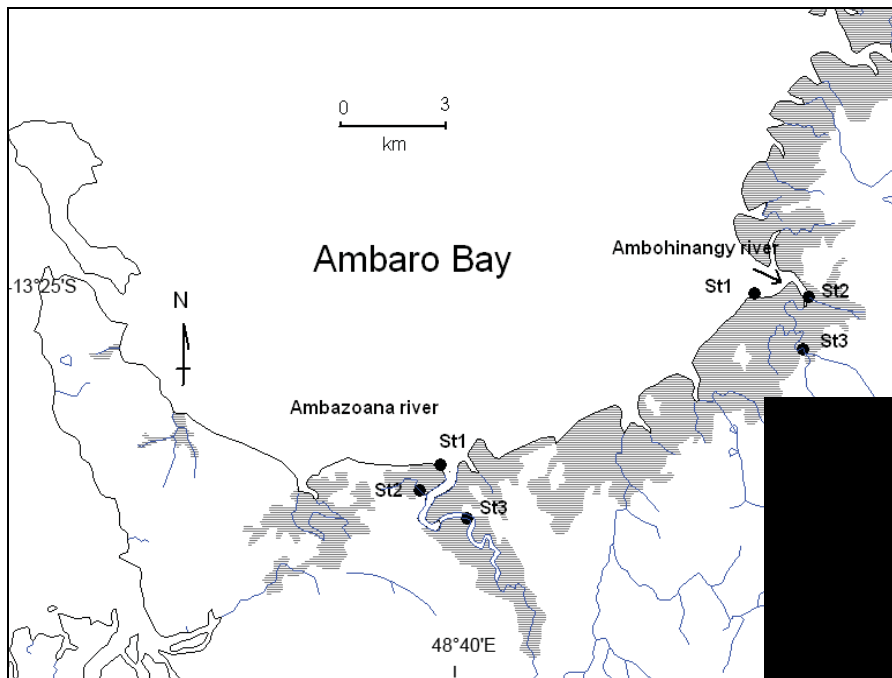 0 3
km
Ambohinangy river
Ambaro Bay
13°25'S
St1
St2
N
St3
Ambazoana river
St1
St2
St3
48°40'E